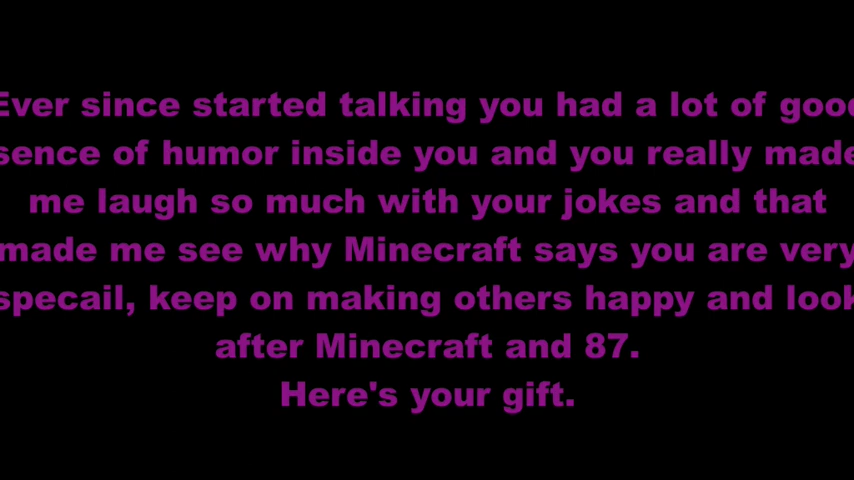 Ever since started talking you had a lot of good
sence of humor inside you and you really made
me laugh so much with your jokes and that
made me see why Minecraft says you are very
specail, keep on making others happy and look
after Minecraft and 87.
Here's your gift.